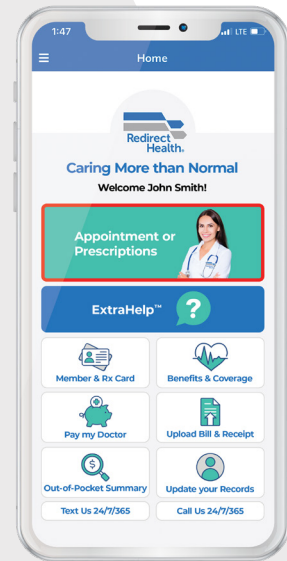 1:47
LTE
Home
Redirect
Health®
Caring More than Normal
Welcome John Smith!
Appointment or
Prescriptions
ExtraHelp™
?
Member & Rx Card
Benefits & Coverage
Pay my Doctor
Upload Bill & Receipt
$
Out-of-Pocket Summary
Update your Records
Text Us 24/7/365
Call Us 24/7/365